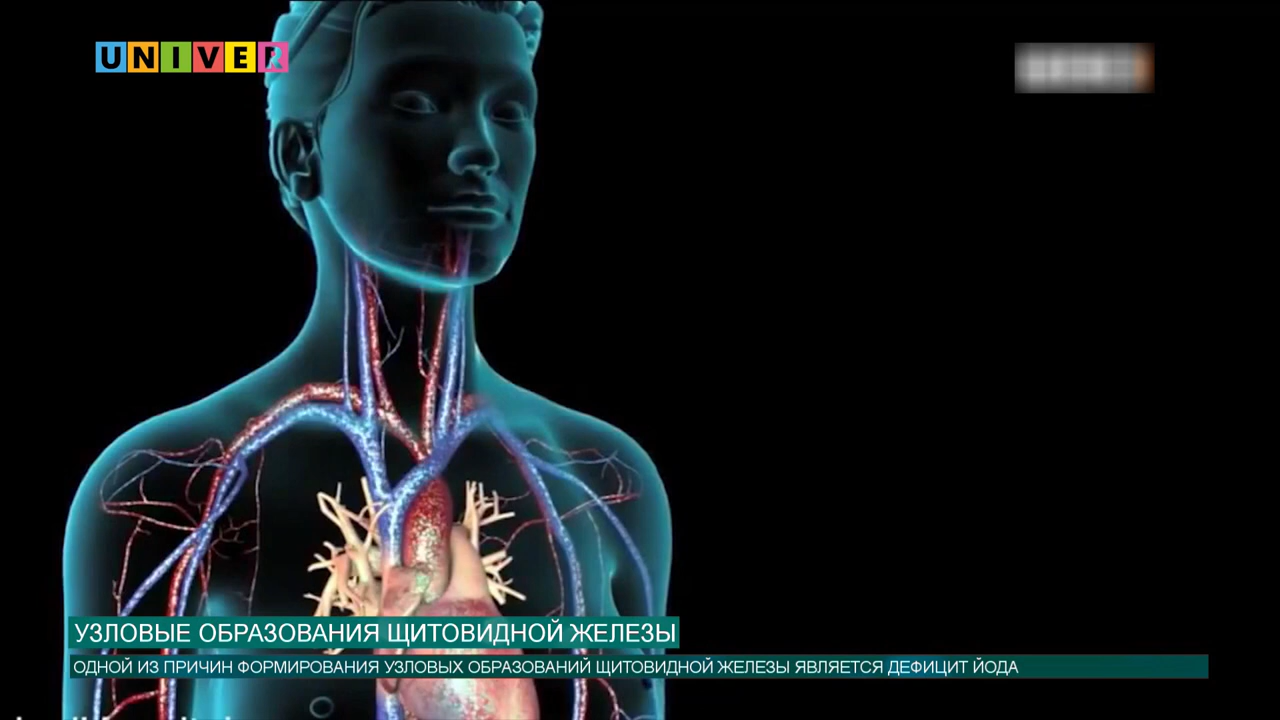 UNIVER
УЗЛОВЫЕ ОБРАЗОВАНИЯ ЩИТОВИДНОЙ ЖЕЛЕЗЫ
ОДНОЙ ИЗ ПРИЧИН ФОРМИРОВАНИЯ УЗЛОВЫХ ОБРАЗОВАНИЙ ЩИТОВИДНОЙ ЖЕЛЕЗЫ ЯВЛЯЕТСЯ ДЕФИЦИТ ЙОДА